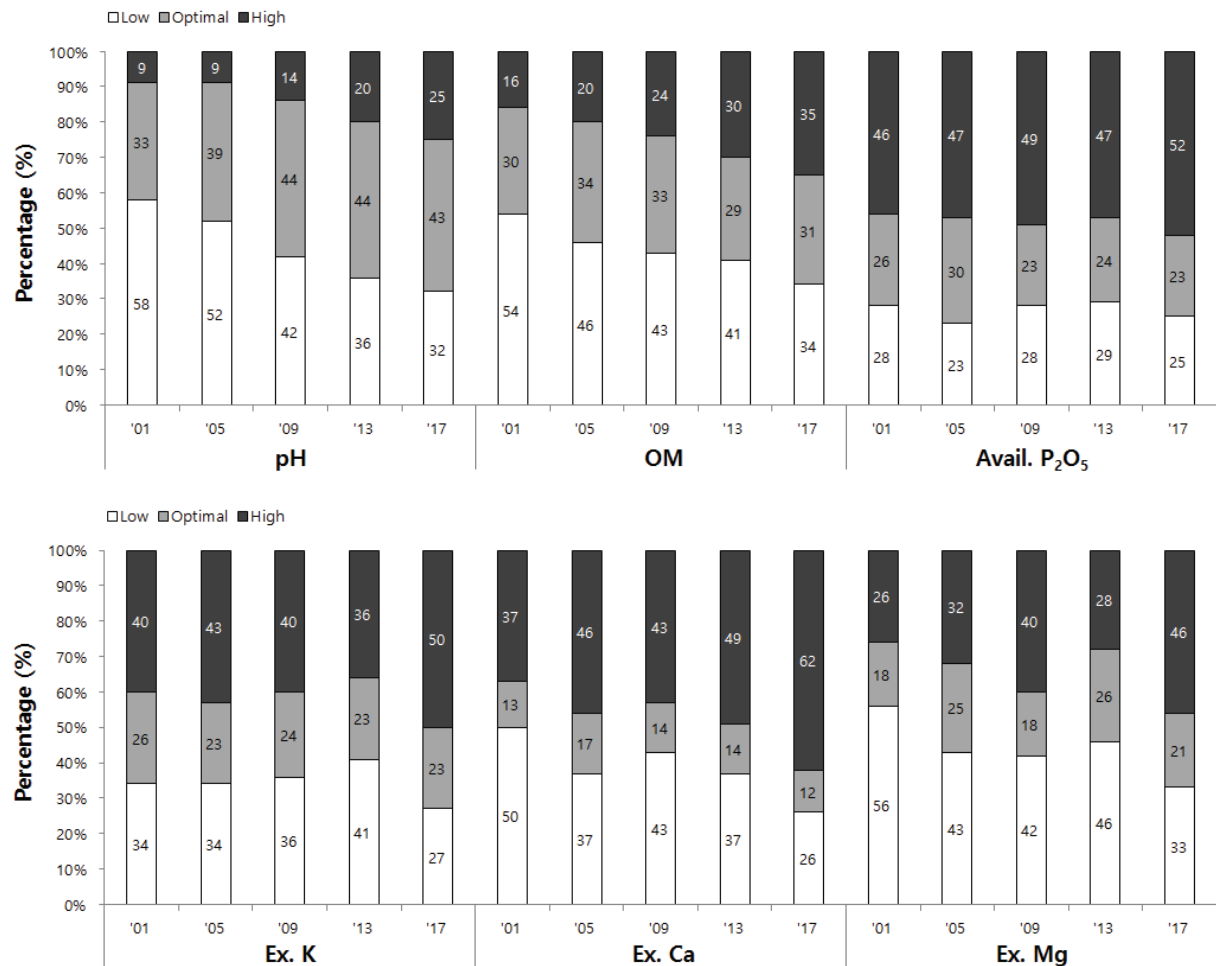 Low Optimal High
Percentage (%)
100%
90%
80%
70%
60%
50%
40%
30%
20%
10%
0%
9 9 14 20 25 16 20 24 30 35 46 47 49 47 52
33 39 44 44 43 30 34 33 29 31 26 30 23 24 23
58 52 42 36 32 54 46 43 41 34 28 23 28 29 25
'01 '05 '09 '13 '17 '01 '05 '09 '13 '17 '01 '05 '09 '13 '17
pH OM Avail. P₂O₅
Low Optimal High
Percentage (%)
100%
90%
80%
70%
60%
50%
40%
30%
20%
10%
0%
40 43 40 36 50 37 46 43 49 62 26 32 40 28 46
26 23 24 23 23 13 17 14 14 12 18 25 18 26 21
34 34 36 41 27 50 37 43 37 26 56 43 42 46 33
'01 '05 '09 '13 '17 '01 '05 '09 '13 '17 '01 '05 '09 '13 '17
Ex. K Ex. Ca Ex. Mg